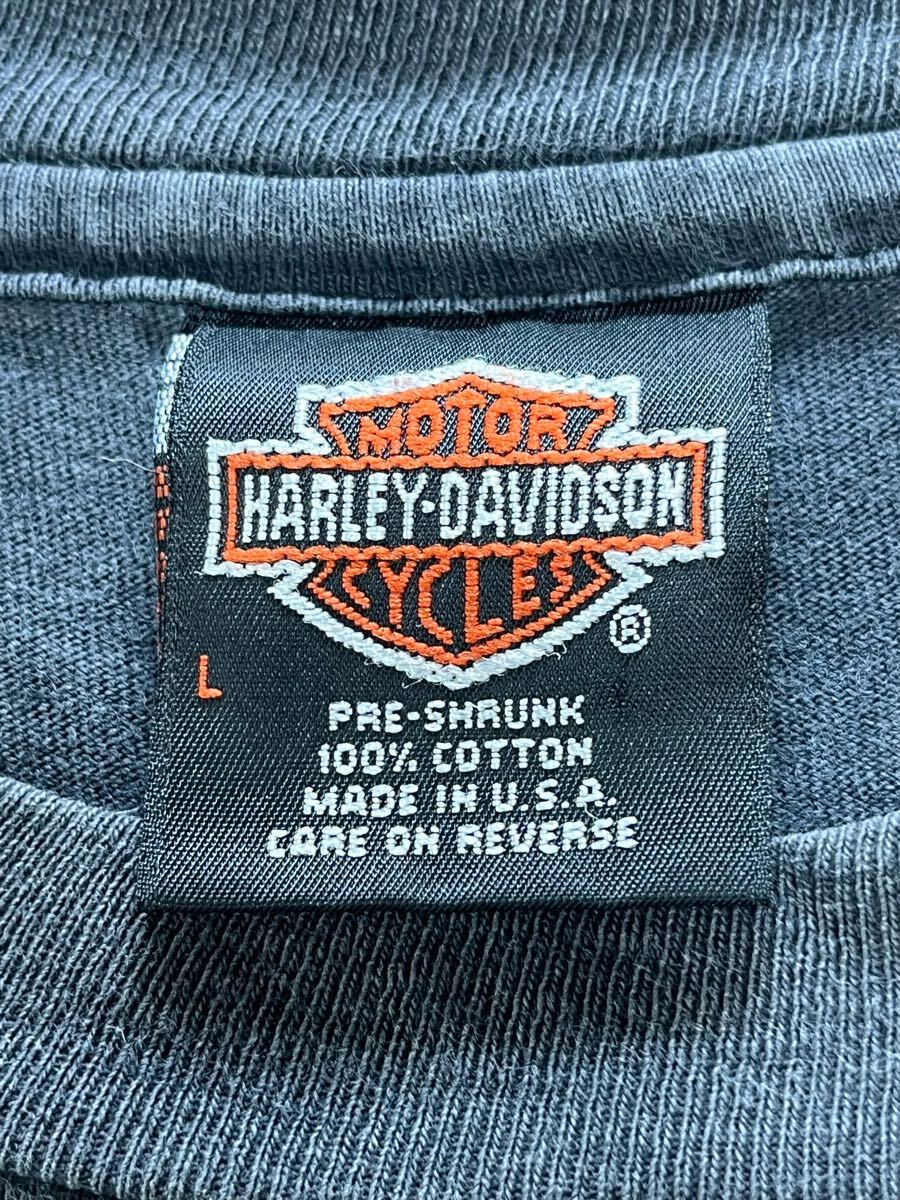 MOTOR
HARLEY-DAVIDSON
CYCLES
®
L
PRE-SHRUNK
100% COTTON
MADE IN U.S.A.
CARE ON REVERSE